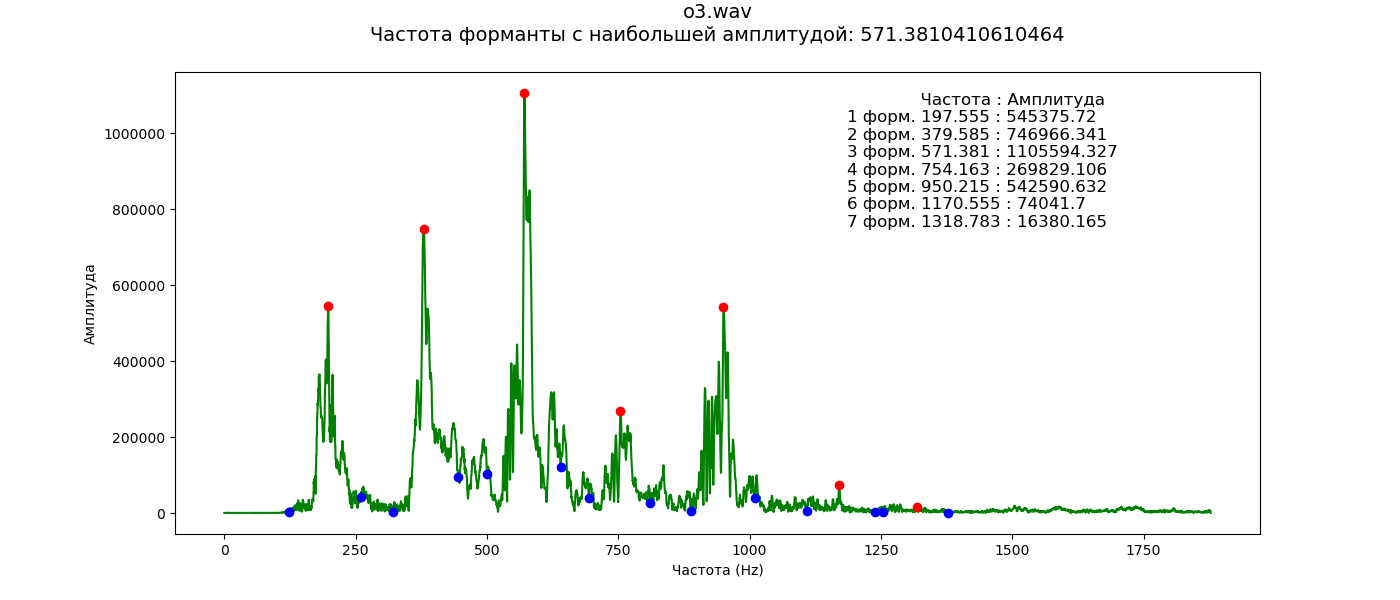 o3.wav
Частота форманты с наибольшей амплитудой: 571.3810410610464
Частота : Амплитуда
1 форм. 197.555 : 545375.72
2 форм. 379.585 : 746966.341
3 форм. 571.381 : 1105594.327
4 форм. 754.163 : 269829.106
5 форм. 950.215 : 542590.632
6 форм. 1170.555 : 74041.7
7 форм. 1318.783 : 16380.165
Амплитуда
1000000
800000
600000
400000
200000
0
0 250 500 750 1000 1250 1500 1750
Частота (Hz)